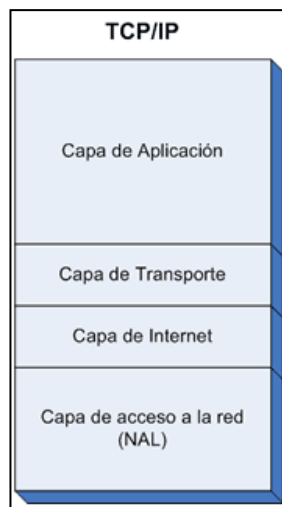 TCP/IP
Capa de Aplicación
Capa de Transporte
Capa de Internet
Capa de acceso a la red
(NAL)